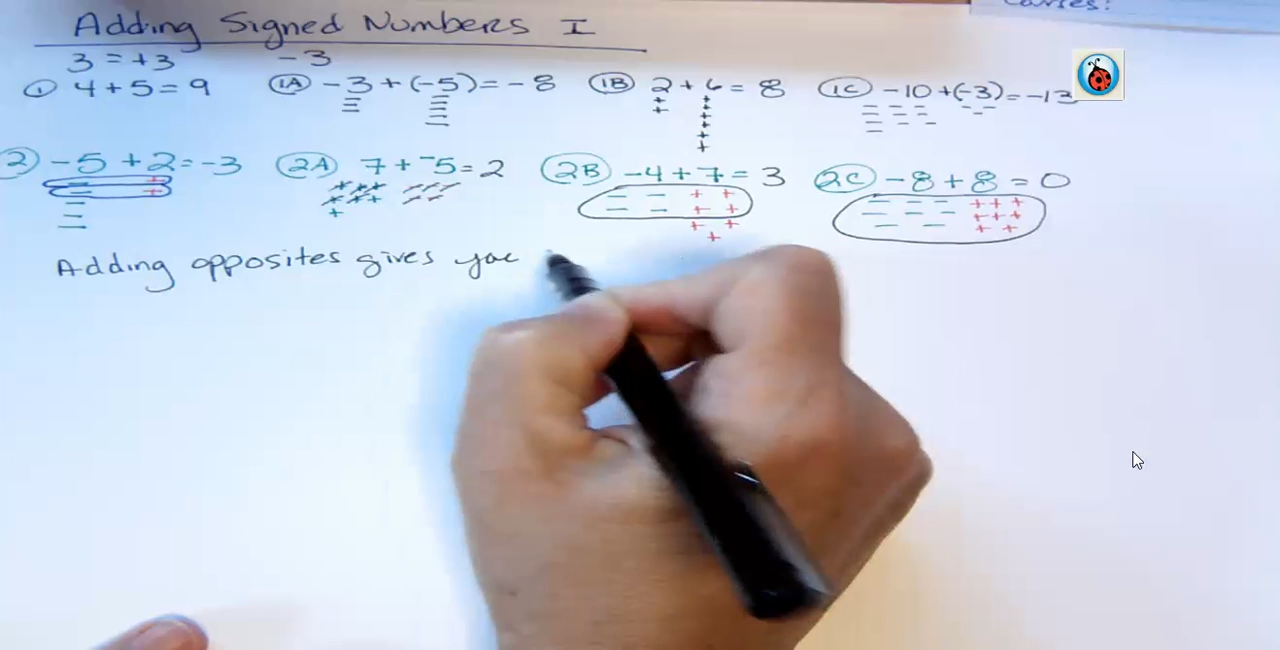 Adding Signed Numbers I
3 = +3 -3
① 4 + 5 = 9 1A -3 + (-5) = -8 1B 2 + 6 = 8 1C -10 + (-3) = -13
2 -5 + 2 = -3 2A 7 + ⁻5 = 2 2B -4 + 7 = 3 2C -8 + 8 = 0
Adding opposites gives you